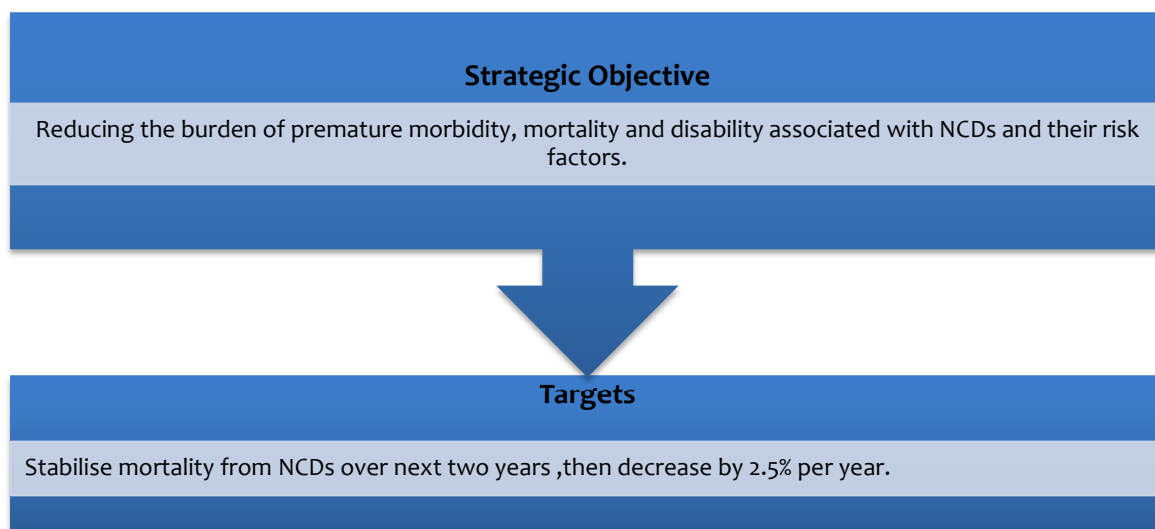 Strategic Objective
Reducing the burden of premature morbidity, mortality and disability associated with NCDs and their risk
factors.
Targets
Stabilise mortality from NCDs over next two years ,then decrease by 2.5% per year.